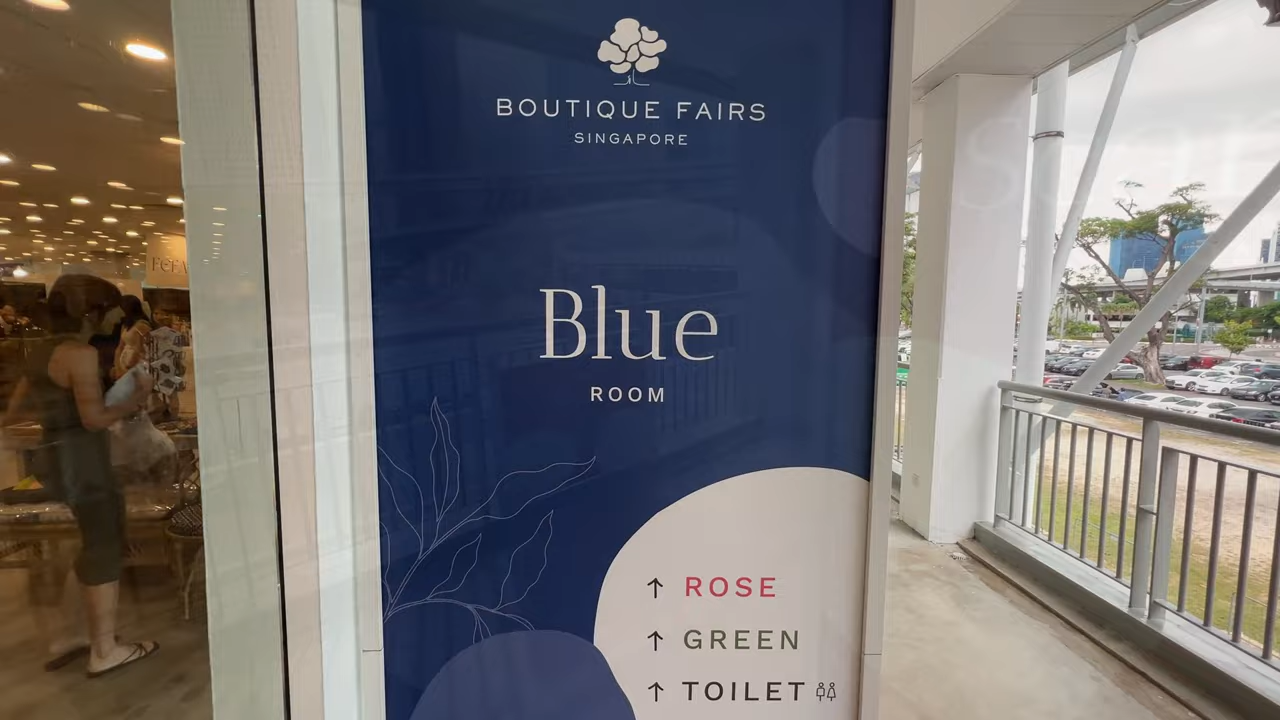 BOUTIQUE FAIRS
SINGAPORE
Blue
ROOM
↑ ROSE
↑ GREEN
↑ TOILET